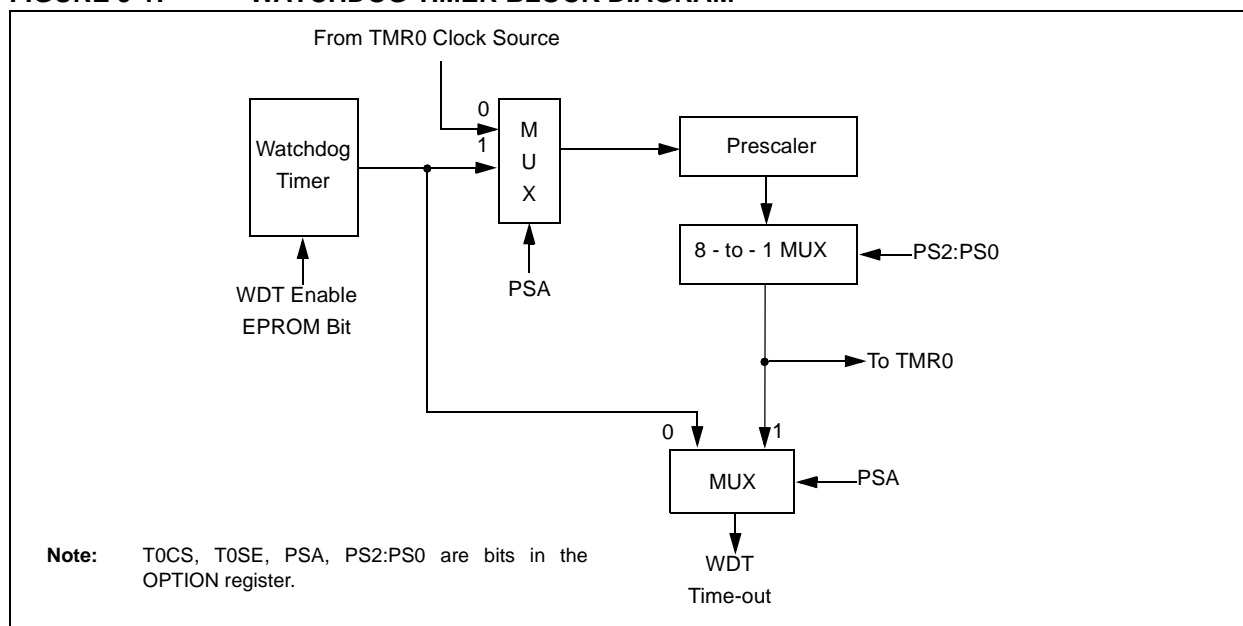 From TMR0 Clock Source
0
1
M
U
X
Watchdog
Timer
Prescaler
8 - to - 1 MUX
PS2:PS0
WDT Enable
EPROM Bit
PSA
To TMR0
0
1
MUX
PSA
Note: T0CS, T0SE, PSA, PS2:PS0 are bits in the
OPTION register.
WDT
Time-out